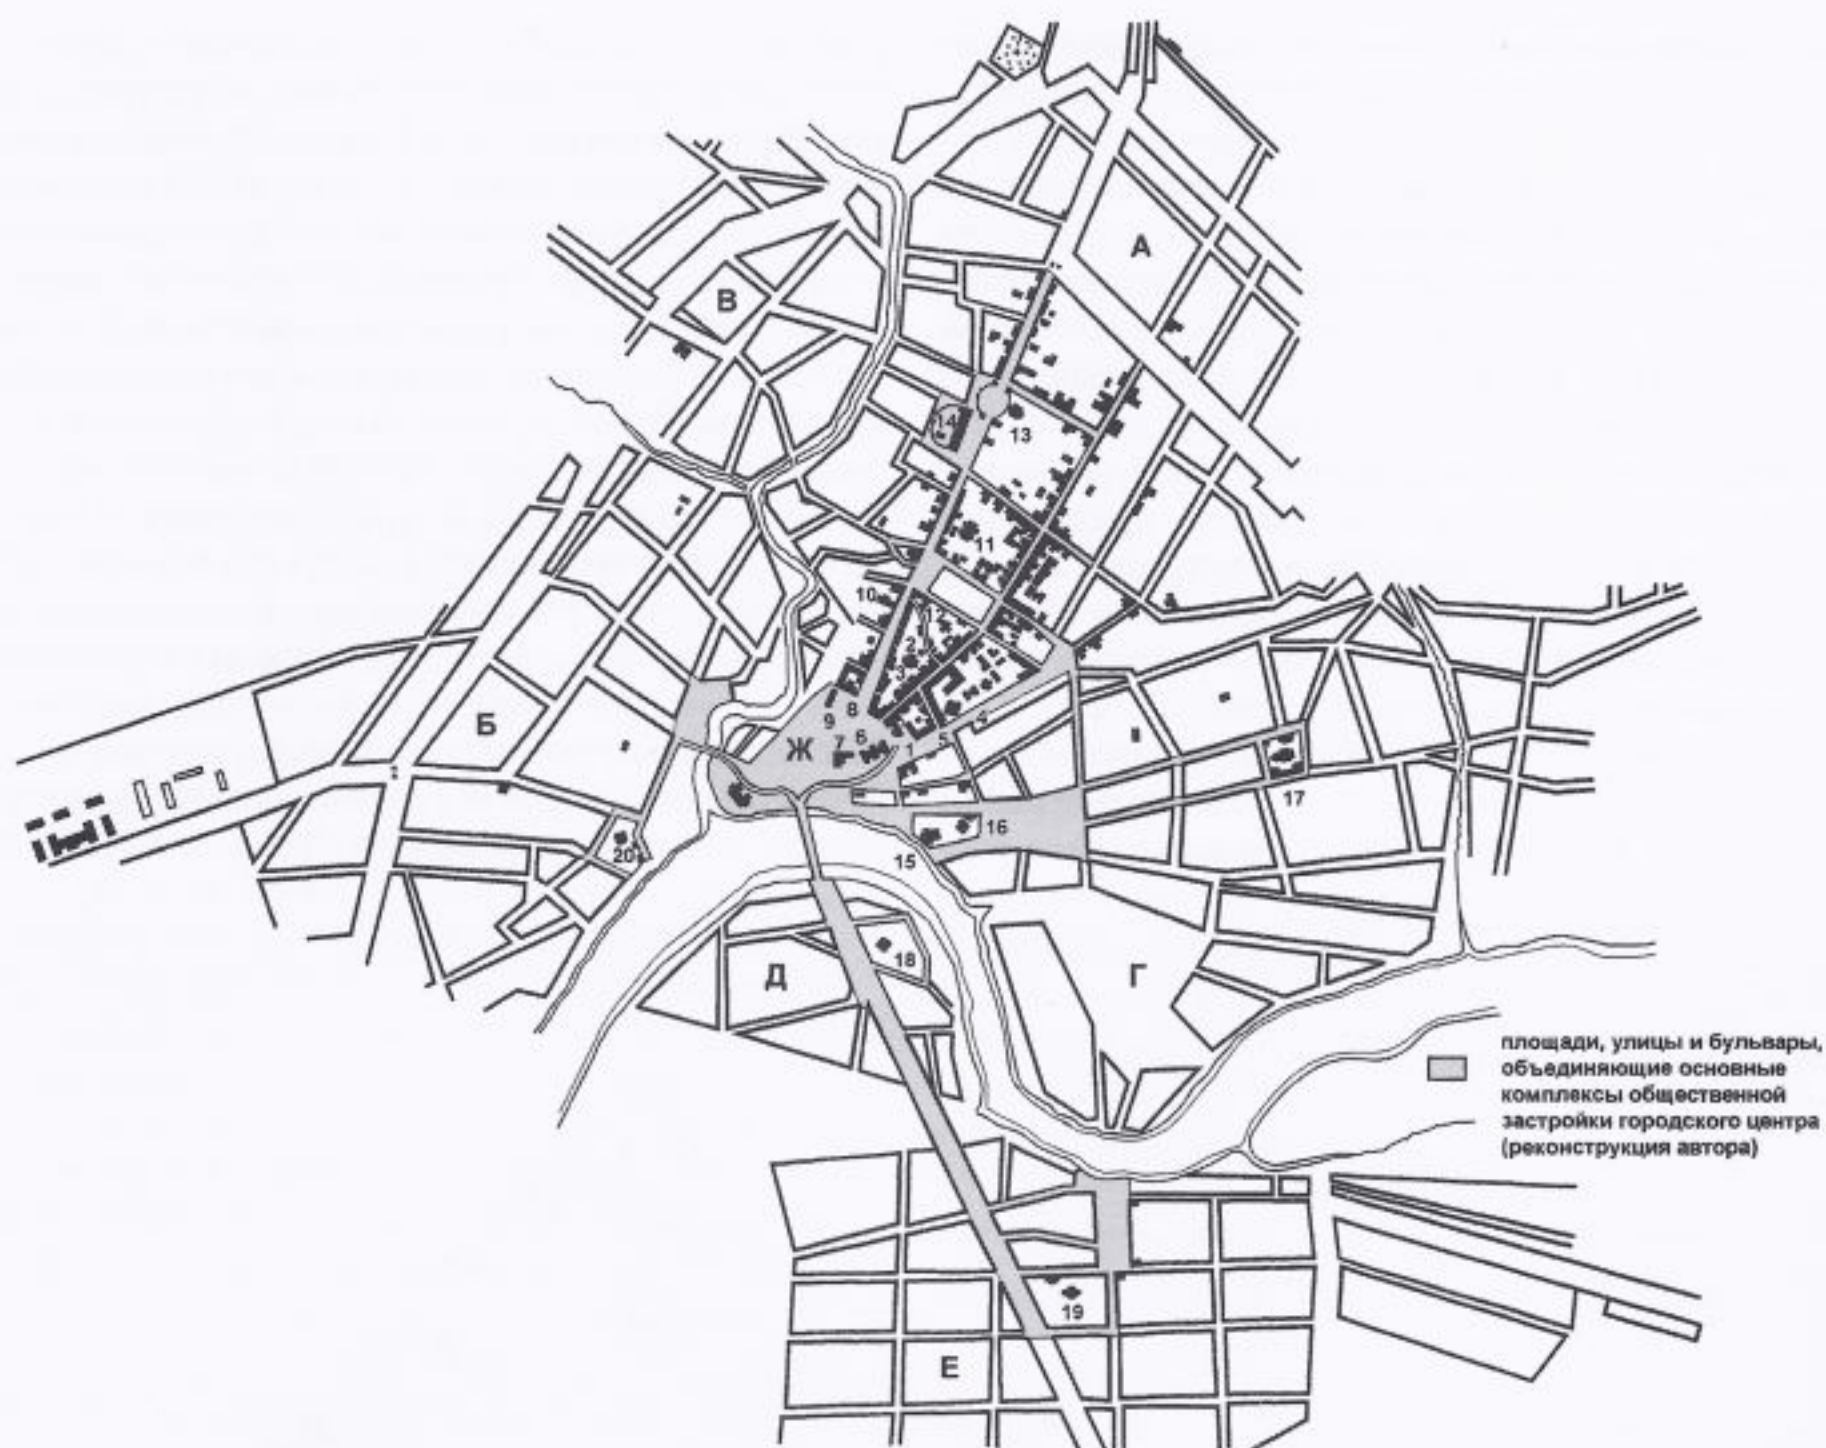 А
В
14
13
11
10
12
2
3
Б
9
8
4
Ж
7
6
1
5
17
20
15
16
18
Д
Г
площади, улицы и бульвары,
объединяющие основные
комплексы общественной
застройки городского центра
(реконструкция автора)
19
Е